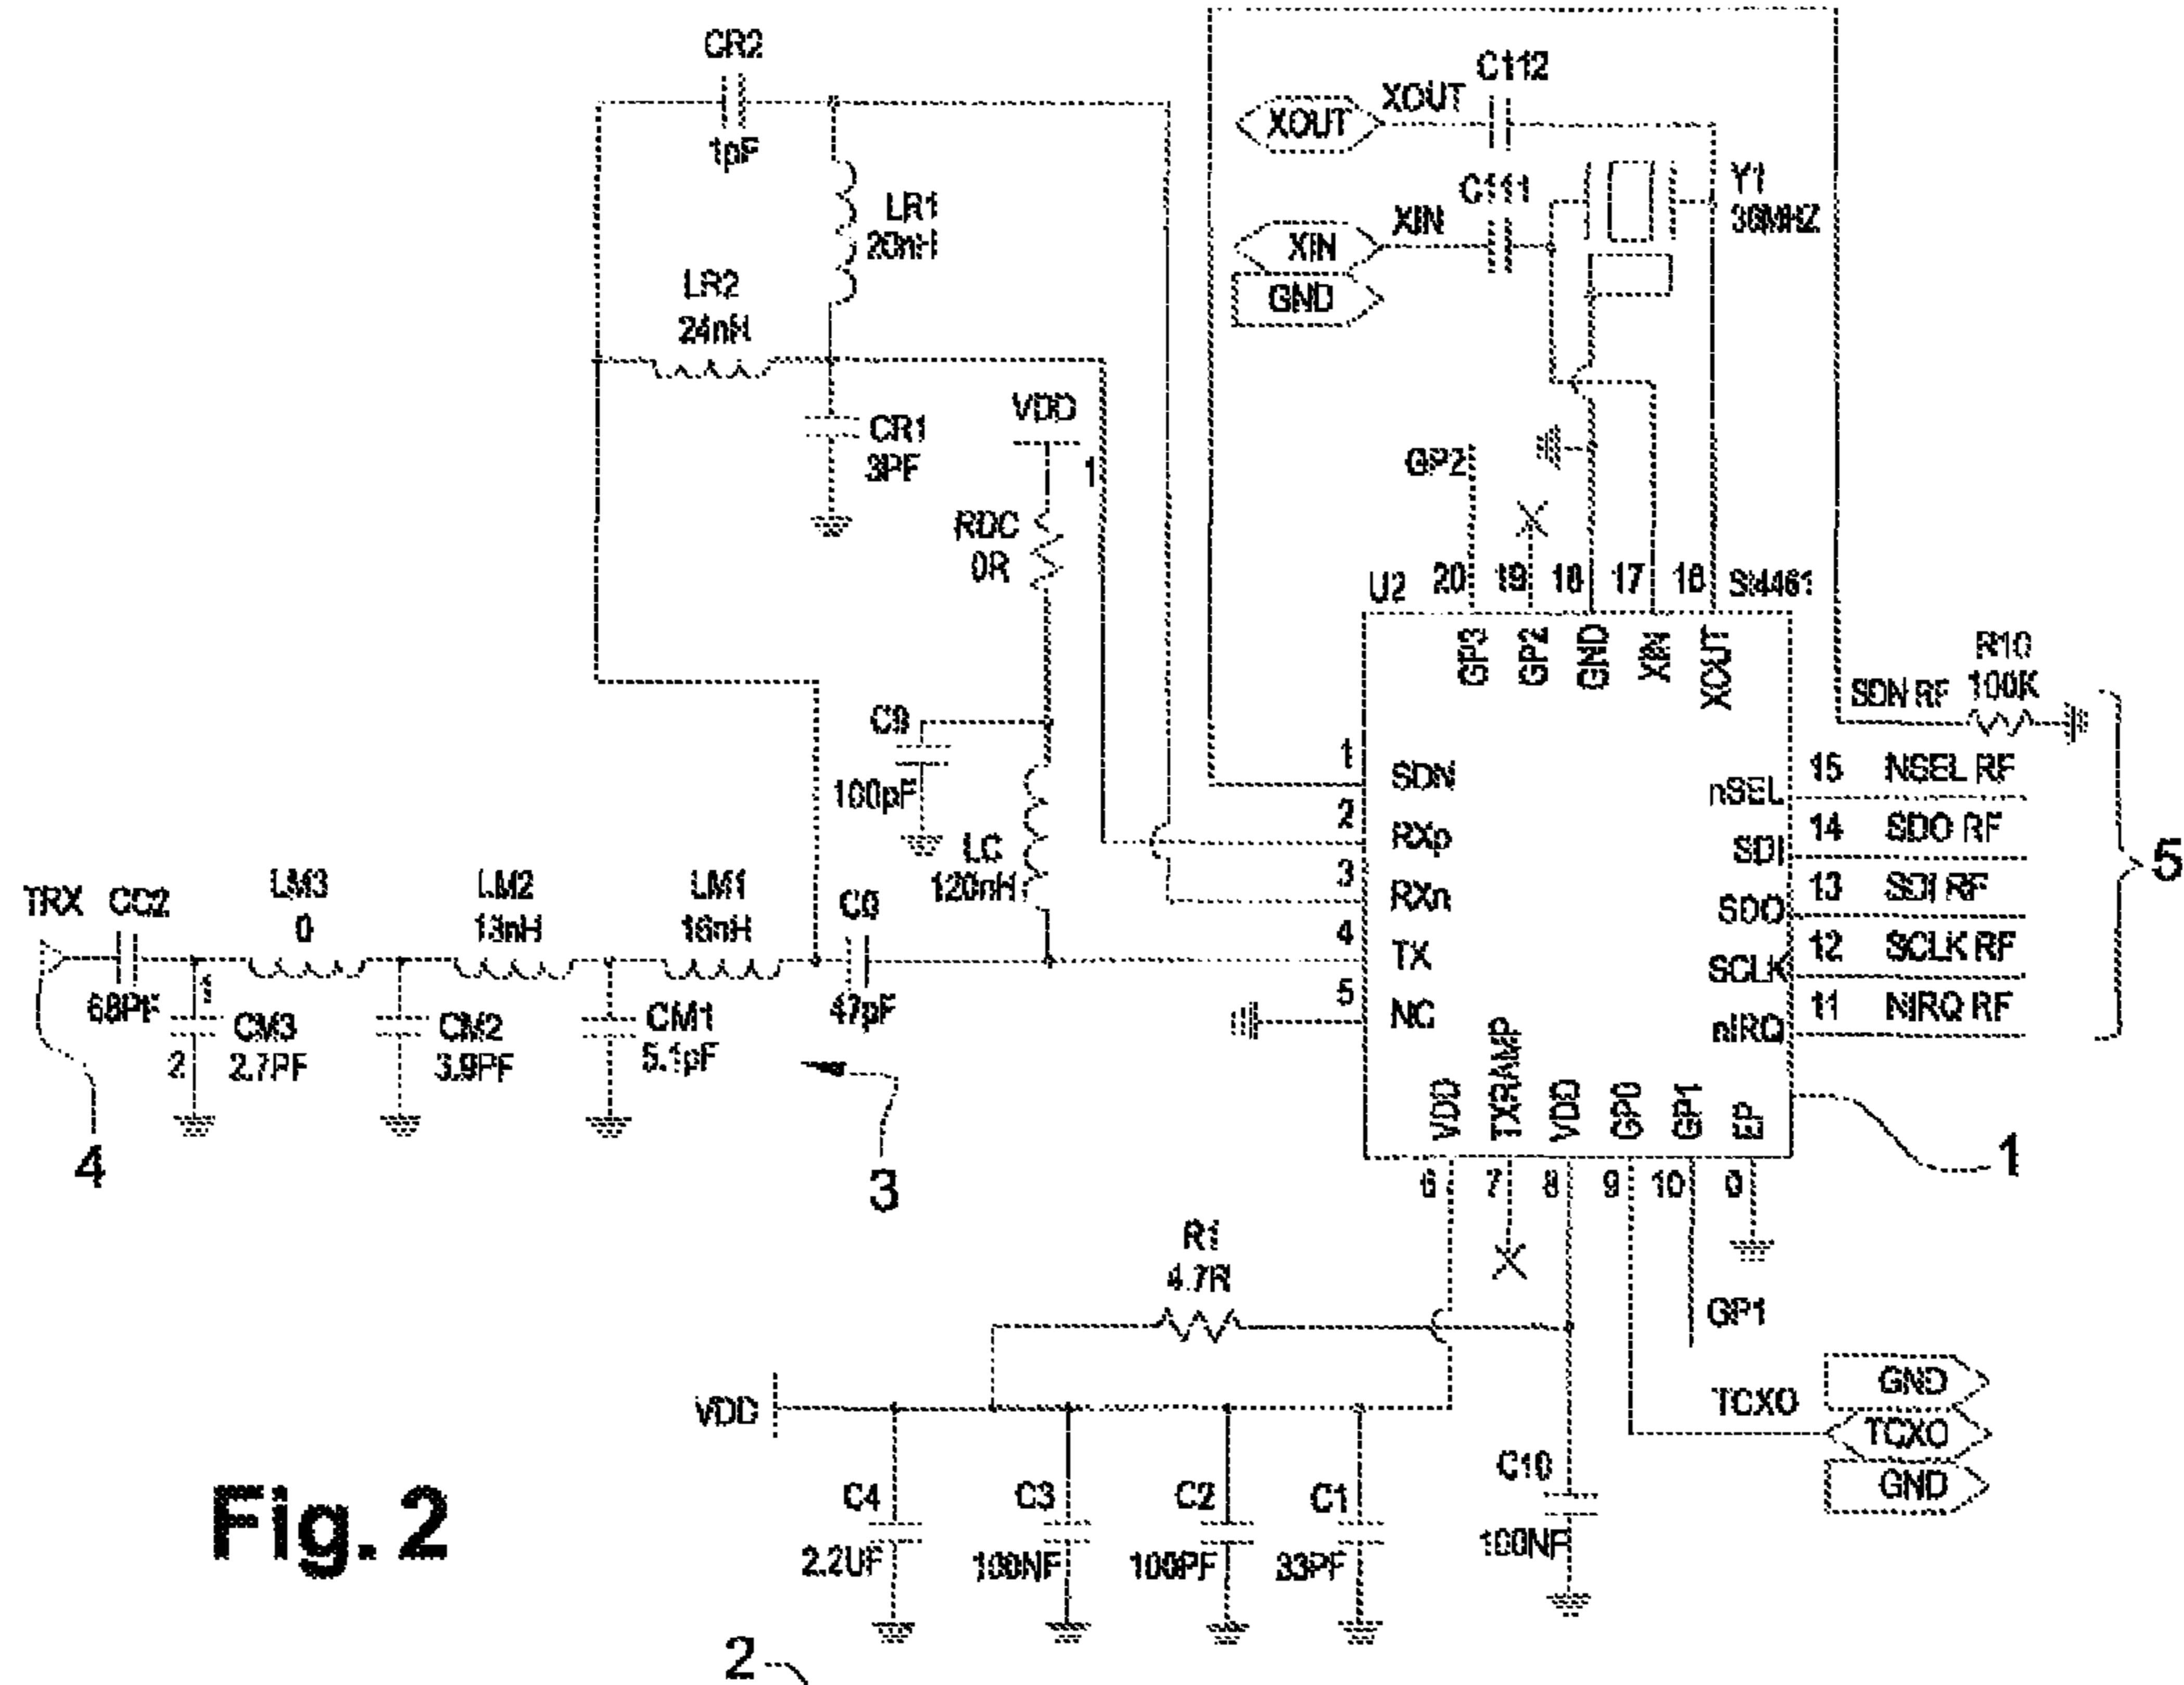 CR2
1pF
LR1
20nH
LR2
24nH
CR1
3PF
VDD
1
RDC
0R
C9
100pF
LC
120nH
TRX
CC2
68PF
LM3
0
LM2
13nH
LM1
16nH
47pF
1
CM3
2.7PF
2
CM2
3.9PF
CM1
5.1pF
4
3
XOUT
XOUT
C112
XIN
XIN
C111
GND
Y1
GP2
U2
20
19
18
17
16
Si4461
GP3
GP2
GND
XIN
XOUT
R10
100K
SDN RF
1
SDN
2
RXp
3
RXn
4
TX
5
NC
nSEL
15
NSEL RF
SDI
14
SDO RF
SDO
13
SDI RF
SCLK
12
SCLK RF
nIRQ
11
NIRQ RF
5
VDD
TXRAMP
VDD
GP0
GP1
EP
6
7
8
9
10
0
1
R1
4.7R
GP1
VDD
TCXO
GND
TCXO
GND
C4
2.2UF
C3
100NF
C2
100PF
C1
33PF
C10
100NF
Fig. 2
2